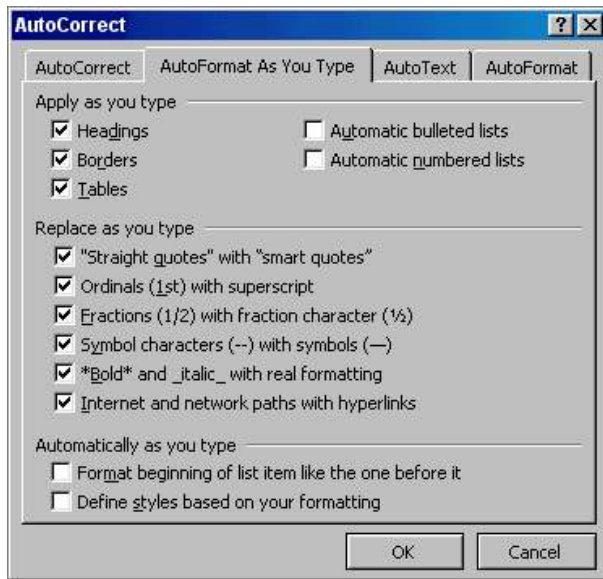 AutoCorrect
AutoCorrect AutoFormat As You Type AutoText AutoFormat
Apply as you type
Headings Automatic bulleted lists
Borders Automatic numbered lists
Tables
Replace as you type
"Straight quotes" with “smart quotes”
Ordinals (1st) with superscript
Fractions (1/2) with fraction character (½)
Symbol characters (--) with symbols (—)
*Bold* and _italic_ with real formatting
Internet and network paths with hyperlinks
Automatically as you type
Format beginning of list item like the one before it
Define styles based on your formatting
OK Cancel